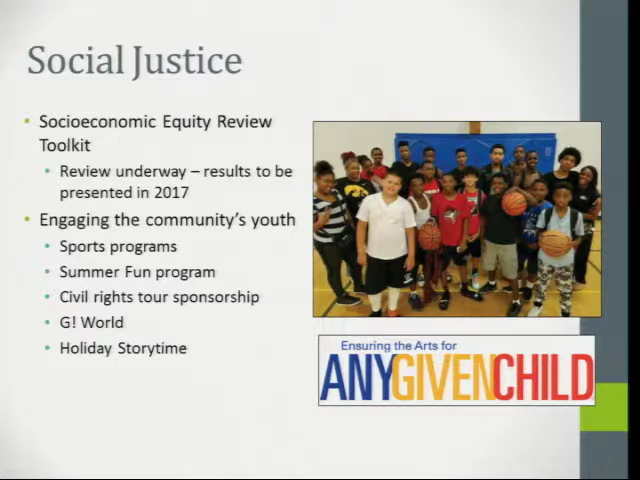 Social Justice
Socioeconomic Equity Review
Toolkit
Review underway – results to be
presented in 2017
Engaging the community's youth
Sports programs
Summer Fun program
Civil rights tour sponsorship
G! World
Holiday Storytime
Ensuring the Arts for
ANYGIVENCHILD